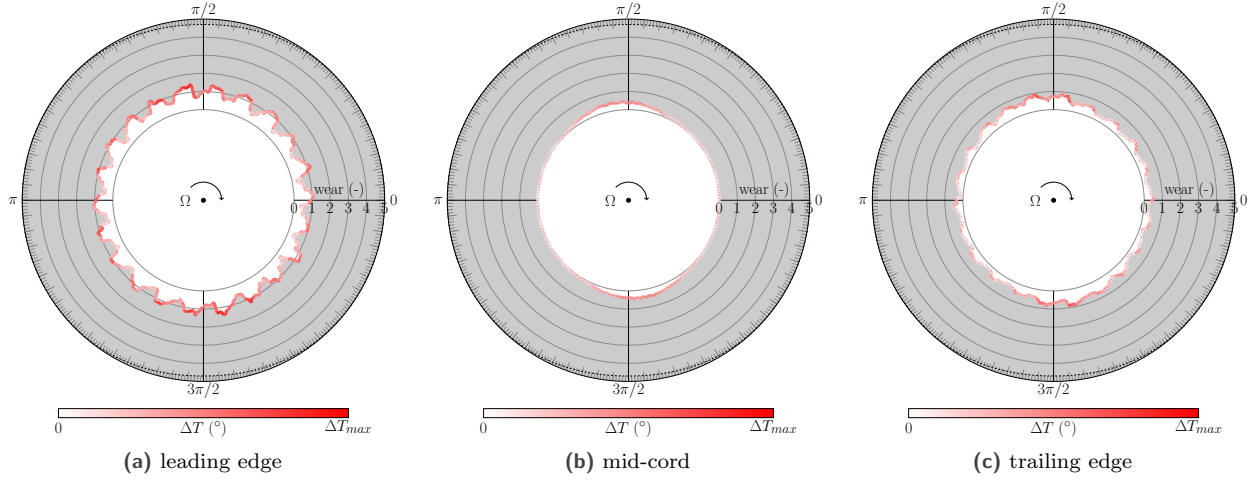 π/2
π
Ω
wear (-)
0 1 2 3 4 5
0
3π/2
0
ΔT (°)
ΔTmax
(a) leading edge
π/2
π
Ω
wear (-)
0 1 2 3 4 5
0
3π/2
0
ΔT (°)
ΔTmax
(b) mid-cord
π/2
π
Ω
wear (-)
0 1 2 3 4 5
0
3π/2
0
ΔT (°)
ΔTmax
(c) trailing edge